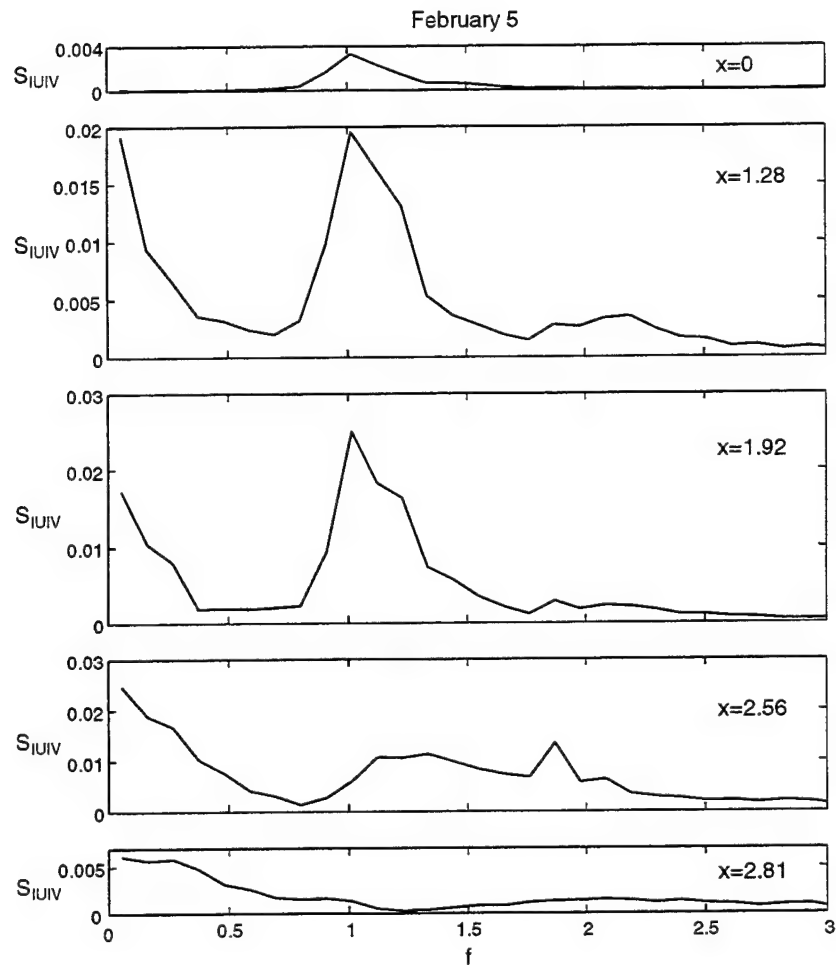 February 5
0.004
S_IUIV
0
x=0
0.02
0.015
S_IUIV 0.01
0.005
0
x=1.28
0.03
0.02
S_IUIV
0.01
0
x=1.92
0.03
0.02
S_IUIV
0.01
0
x=2.56
0.005
S_IUIV
0
x=2.81
0 0.5 1 1.5 2 2.5 3
f